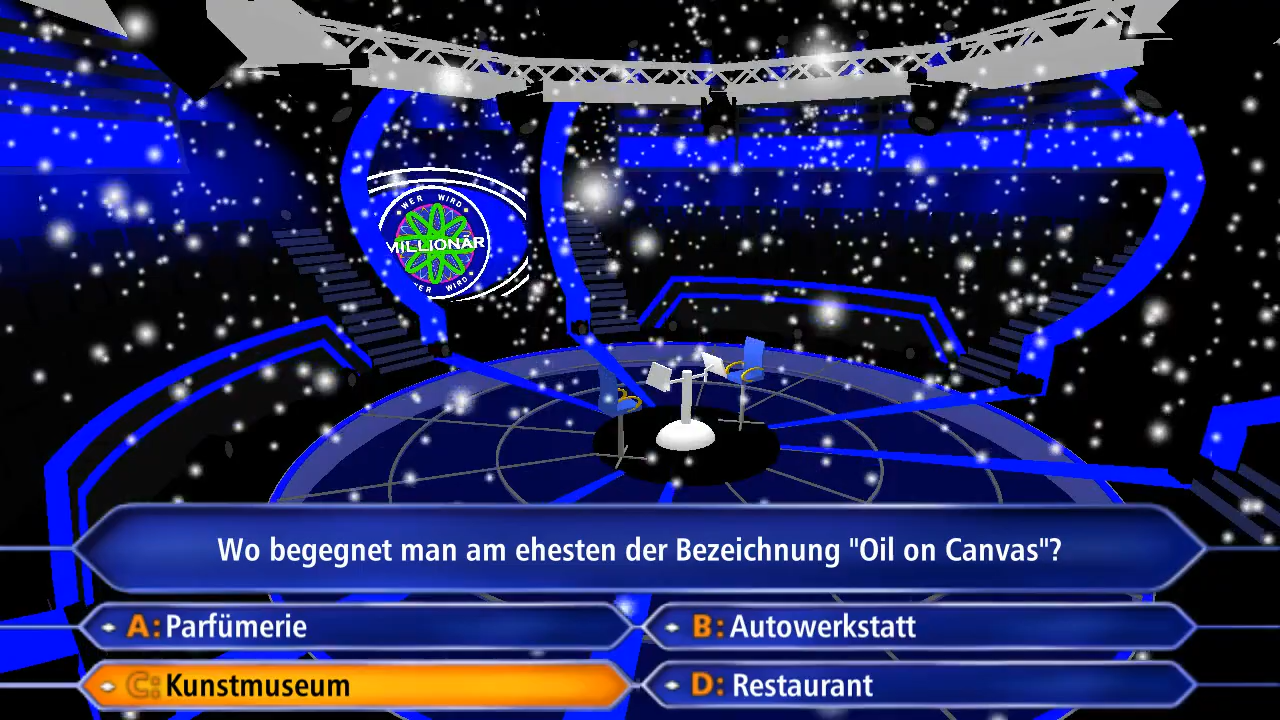 WER WIRD
MILLIONÄR
WER WIRD
Wo begegnet man am ehesten der Bezeichnung "Oil on Canvas"?
A: Parfümerie
B: Autowerkstatt
C: Kunstmuseum
D: Restaurant